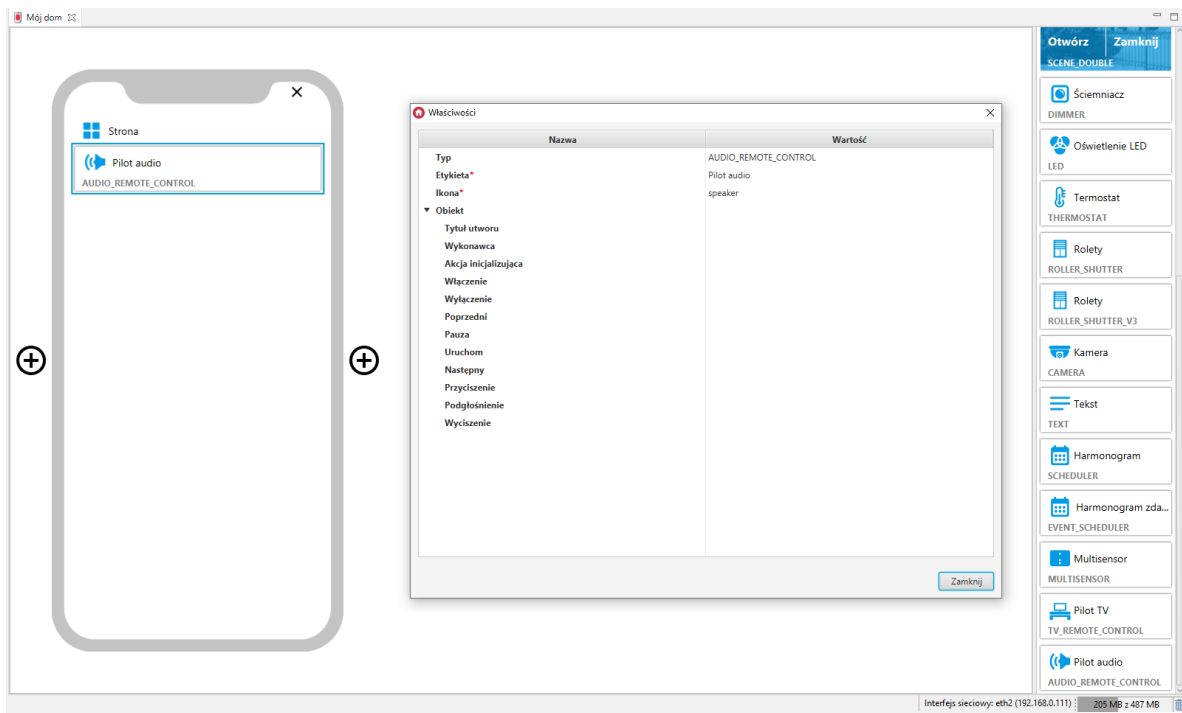 Mój dom
Strona
Pilot audio
AUDIO_REMOTE_CONTROL
Właściwości
Nazwa Wartość
Typ AUDIO_REMOTE_CONTROL
Etykieta* Pilot audio
Ikona* speaker
Obiekt
Tytuł utworu
Wykonawca
Akcja inicjalizująca
Włączenie
Wyłączenie
Poprzedni
Pauza
Uruchom
Następny
Przyciszenie
Podgłośnienie
Wyciszenie
Zamknij
Otwórz Zamknij
SCENE_DOUBLE
Ściemniacz
DIMMER
Oświetlenie LED
LED
Termostat
THERMOSTAT
Rolety
ROLLER_SHUTTER
Rolety
ROLLER_SHUTTER_V3
Kamera
CAMERA
Tekst
TEXT
Harmonogram
SCHEDULER
Harmonogram zda...
EVENT_SCHEDULER
Multisensor
MULTISENSOR
Pilot TV
TV_REMOTE_CONTROL
Pilot audio
AUDIO_REMOTE_CONTROL
Interfejs sieciowy: eth2 (192.168.0.111) 205 MB z 487 MB